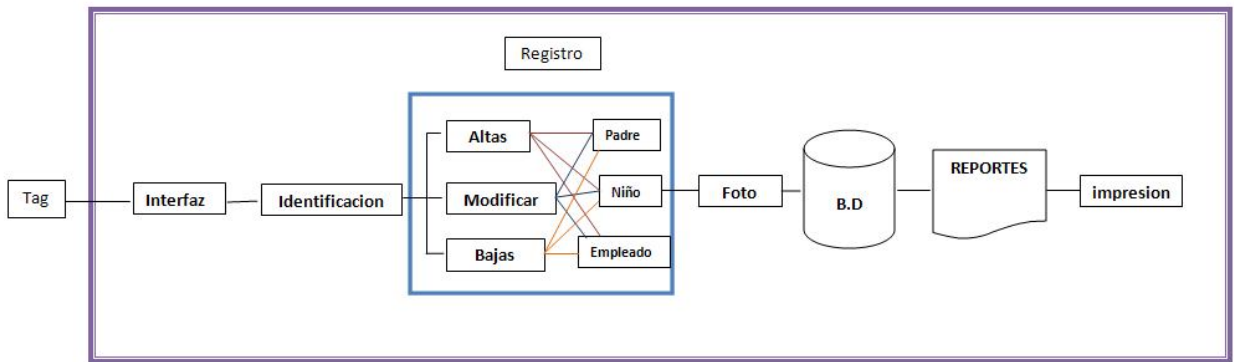 Registro
Altas
Padre
Tag
Interfaz
Identificacion
Modificar
Niño
Foto
B.D
REPORTES
impresion
Bajas
Empleado